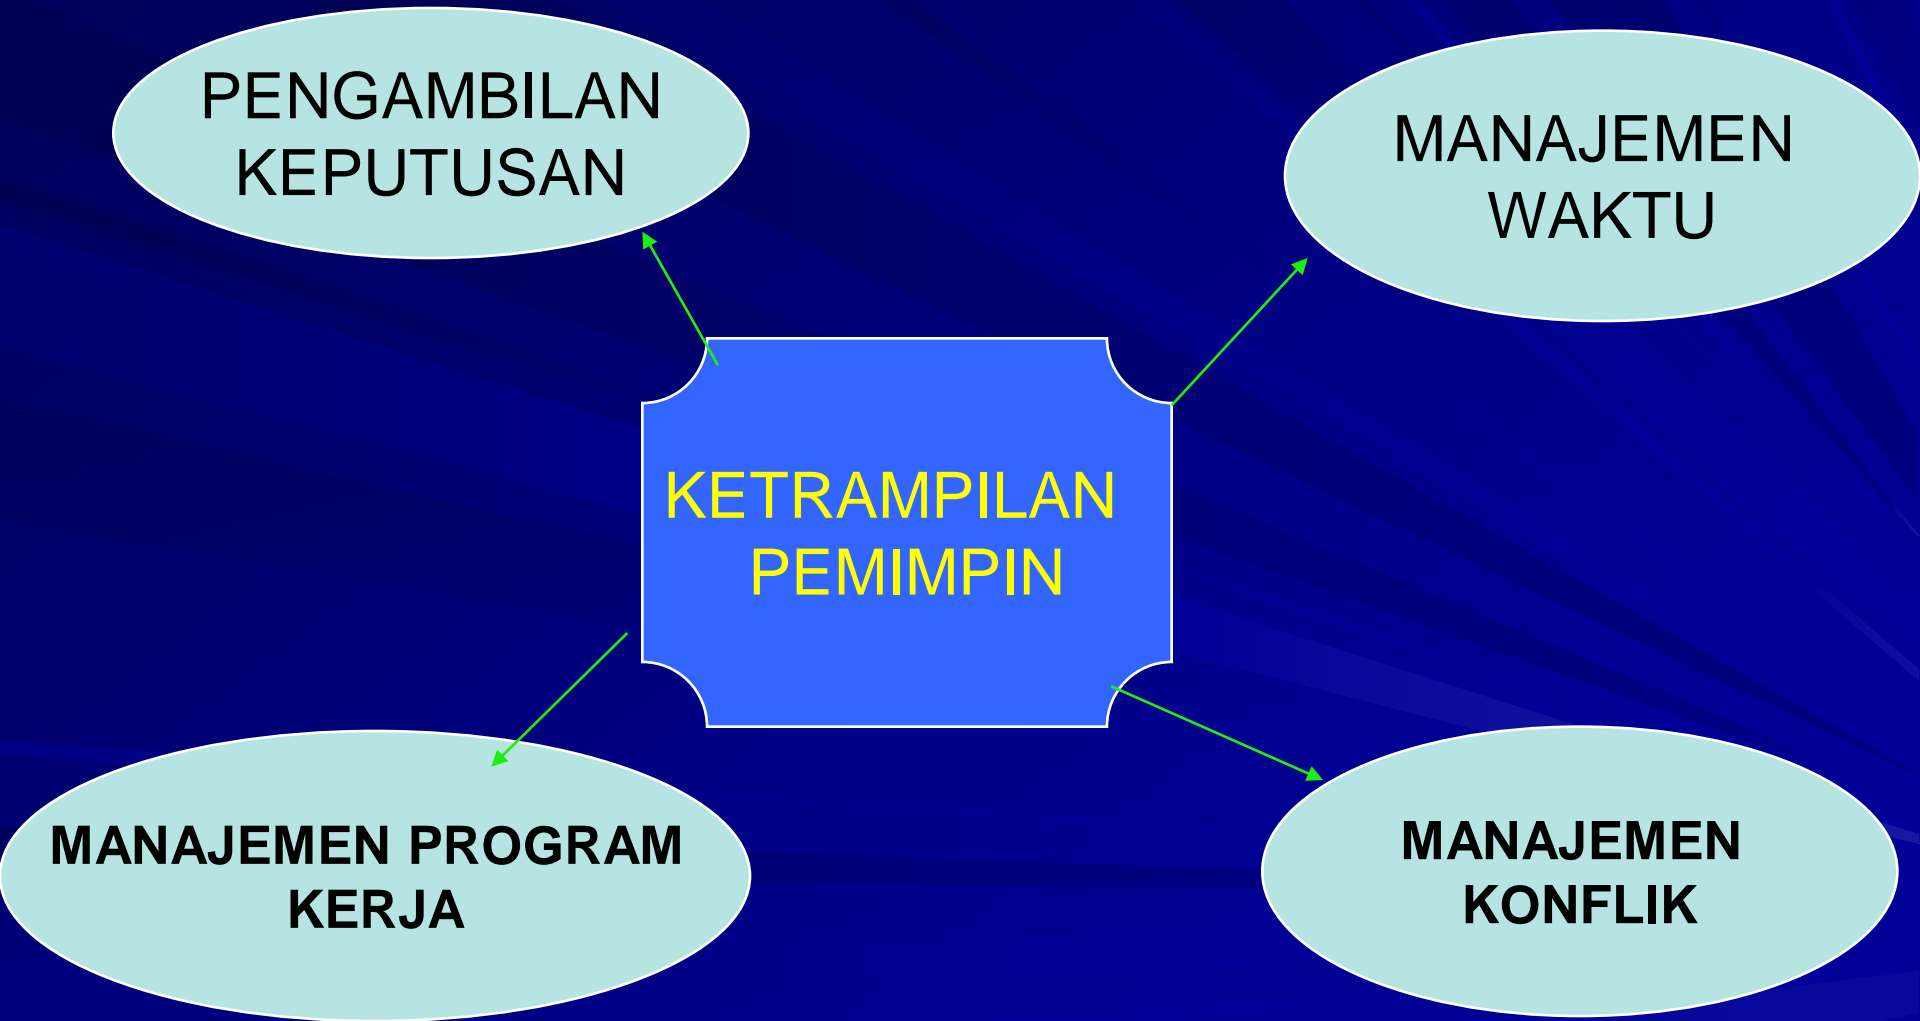 PENGAMBILAN
KEPUTUSAN
MANAJEMEN
WAKTU
KETRAMPILAN
PEMIMPIN
MANAJEMEN PROGRAM
KERJA
MANAJEMEN
KONFLIK